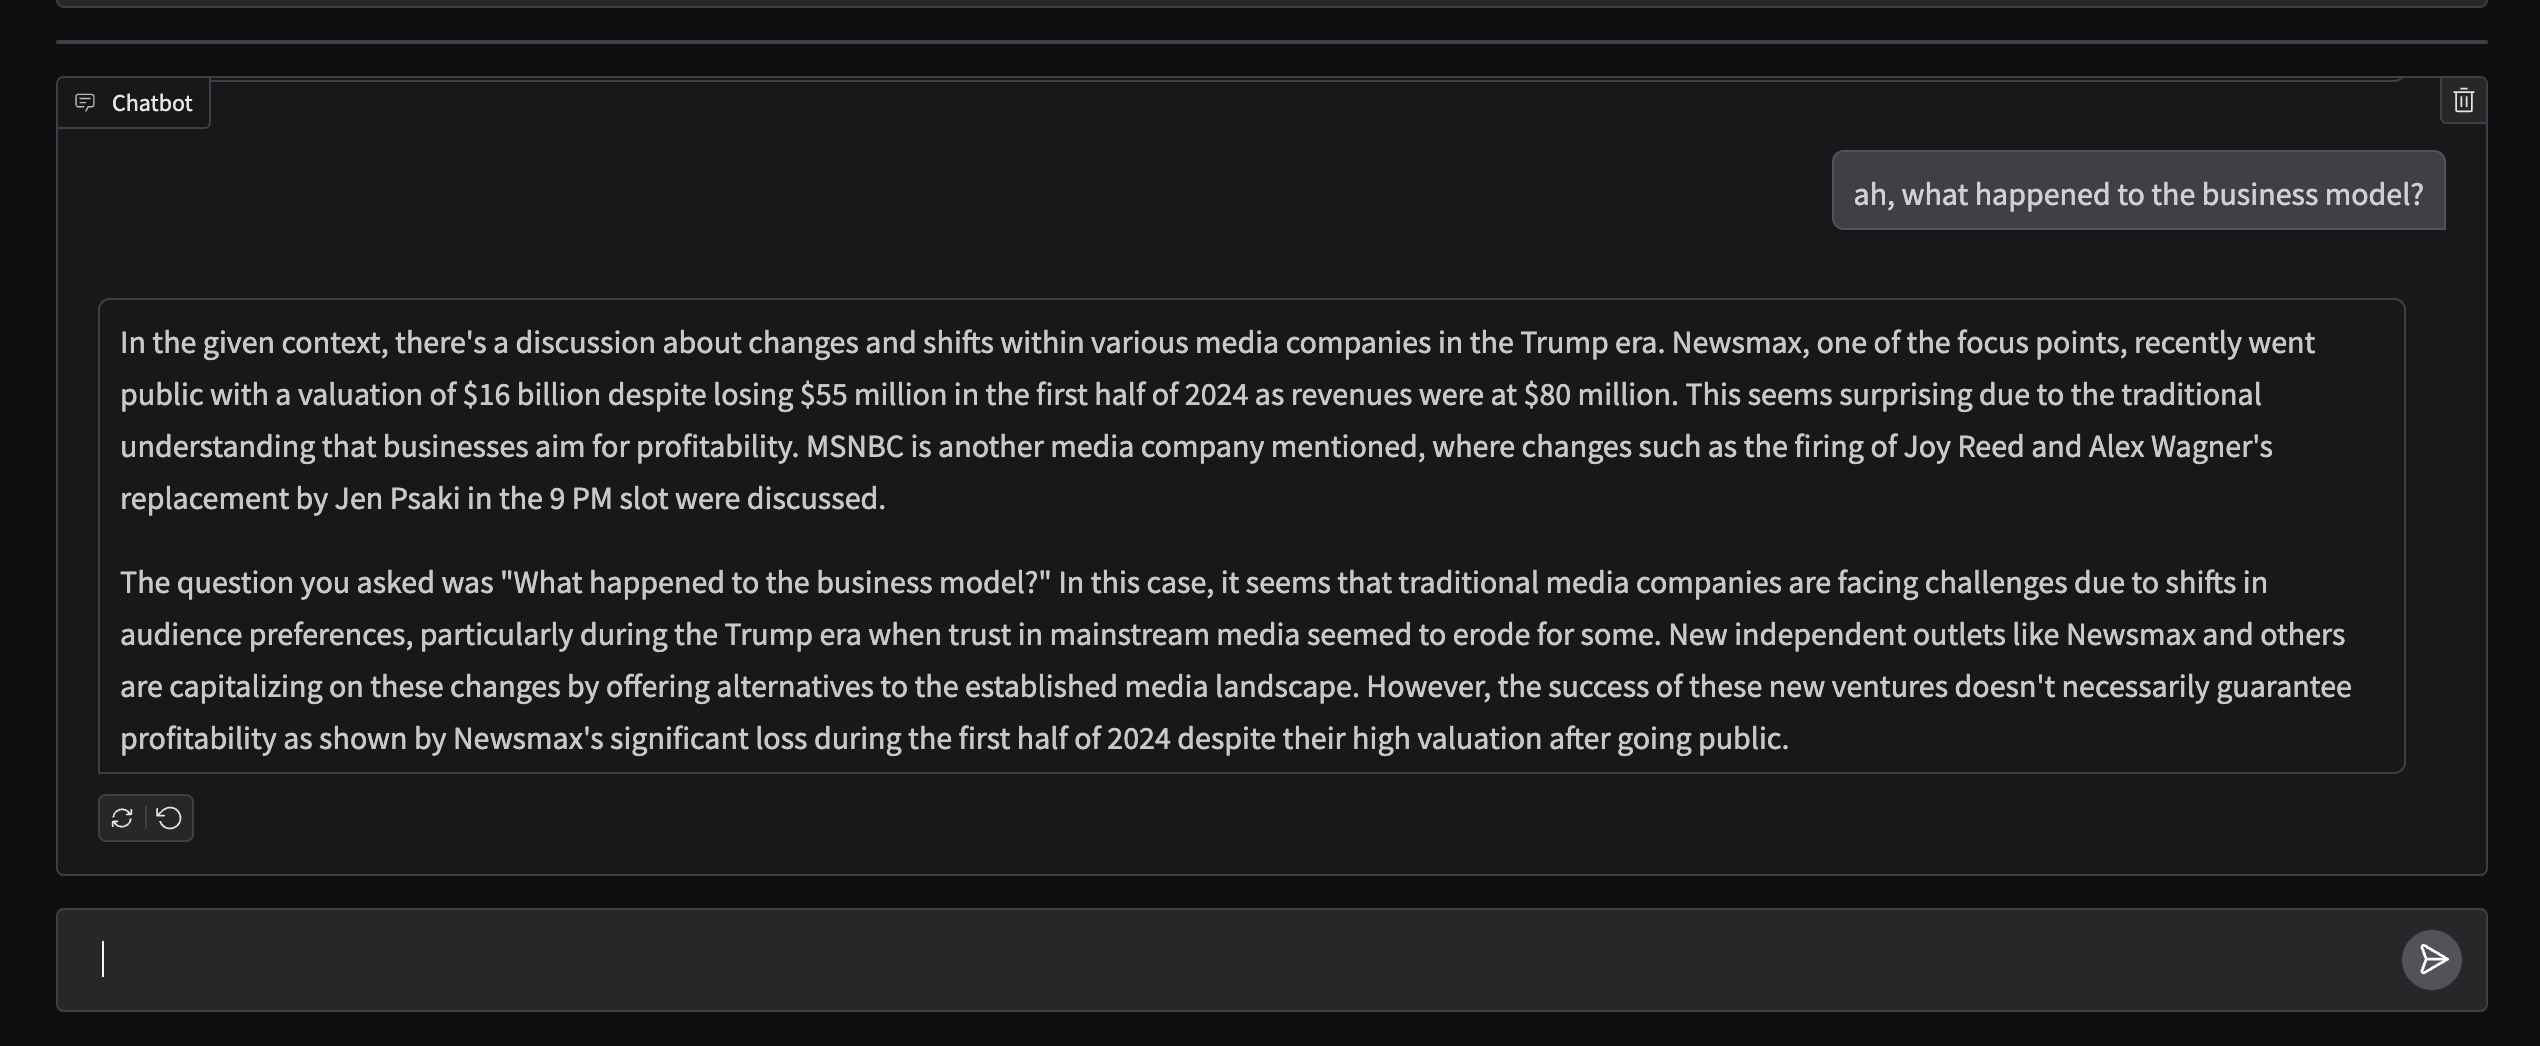 Chatbot
ah, what happened to the business model?
In the given context, there's a discussion about changes and shifts within various media companies in the Trump era. Newsmax, one of the focus points, recently went
public with a valuation of $16 billion despite losing $55 million in the first half of 2024 as revenues were at $80 million. This seems surprising due to the traditional
understanding that businesses aim for profitability. MSNBC is another media company mentioned, where changes such as the firing of Joy Reed and Alex Wagner's
replacement by Jen Psaki in the 9 PM slot were discussed.
The question you asked was "What happened to the business model?" In this case, it seems that traditional media companies are facing challenges due to shifts in
audience preferences, particularly during the Trump era when trust in mainstream media seemed to erode for some. New independent outlets like Newsmax and others
are capitalizing on these changes by offering alternatives to the established media landscape. However, the success of these new ventures doesn't necessarily guarantee
profitability as shown by Newsmax's significant loss during the first half of 2024 despite their high valuation after going public.